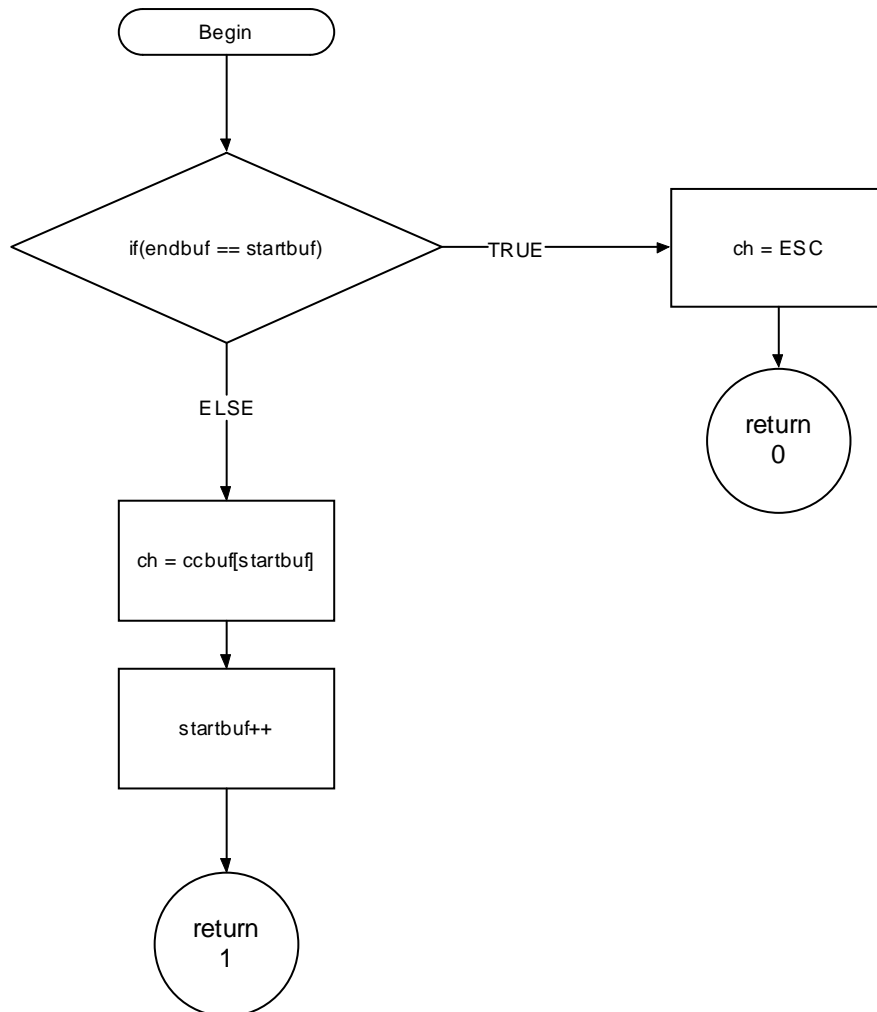 Begin
if(endbuf == startbuf)
TRUE
ch = ESC
return
0
ELSE
ch = ccbuf[startbuf]
startbuf++
return
1